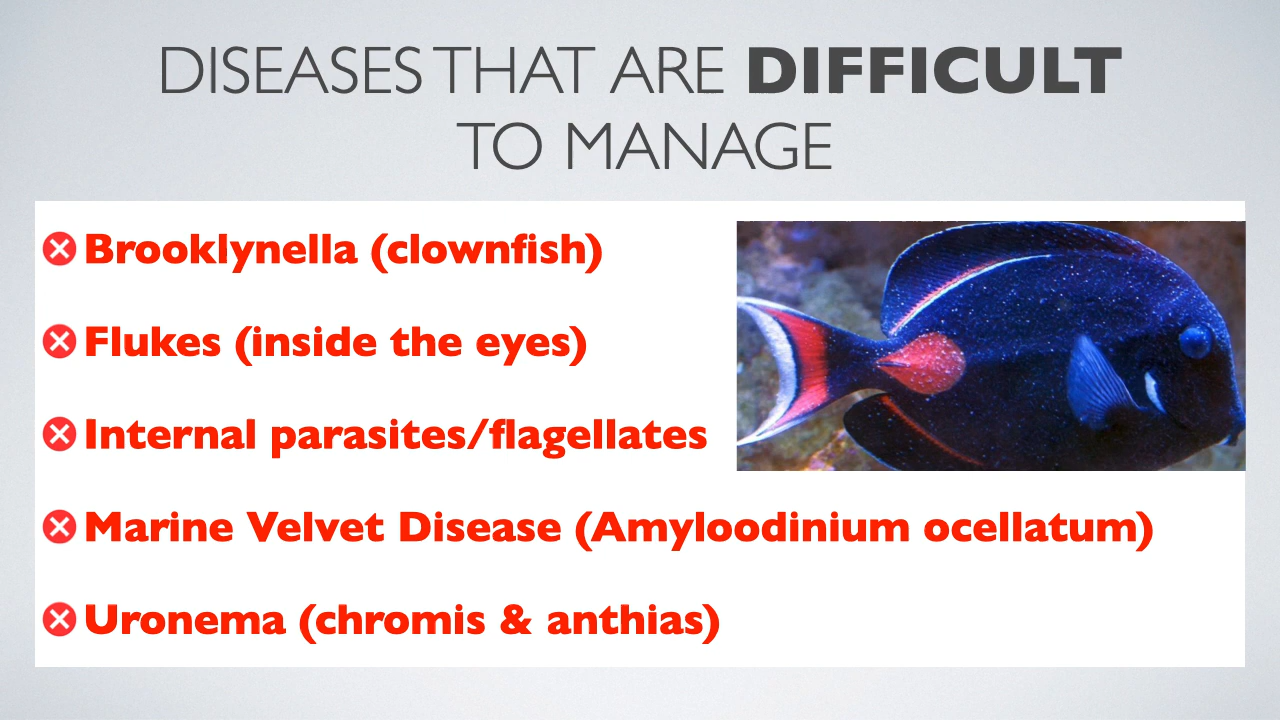 DISEASES THAT ARE DIFFICULT
TO MANAGE
Brooklynella (clownfish)
Flukes (inside the eyes)
Internal parasites/flagellates
Marine Velvet Disease (Amyloodinium ocellatum)
Uronema (chromis & anthias)